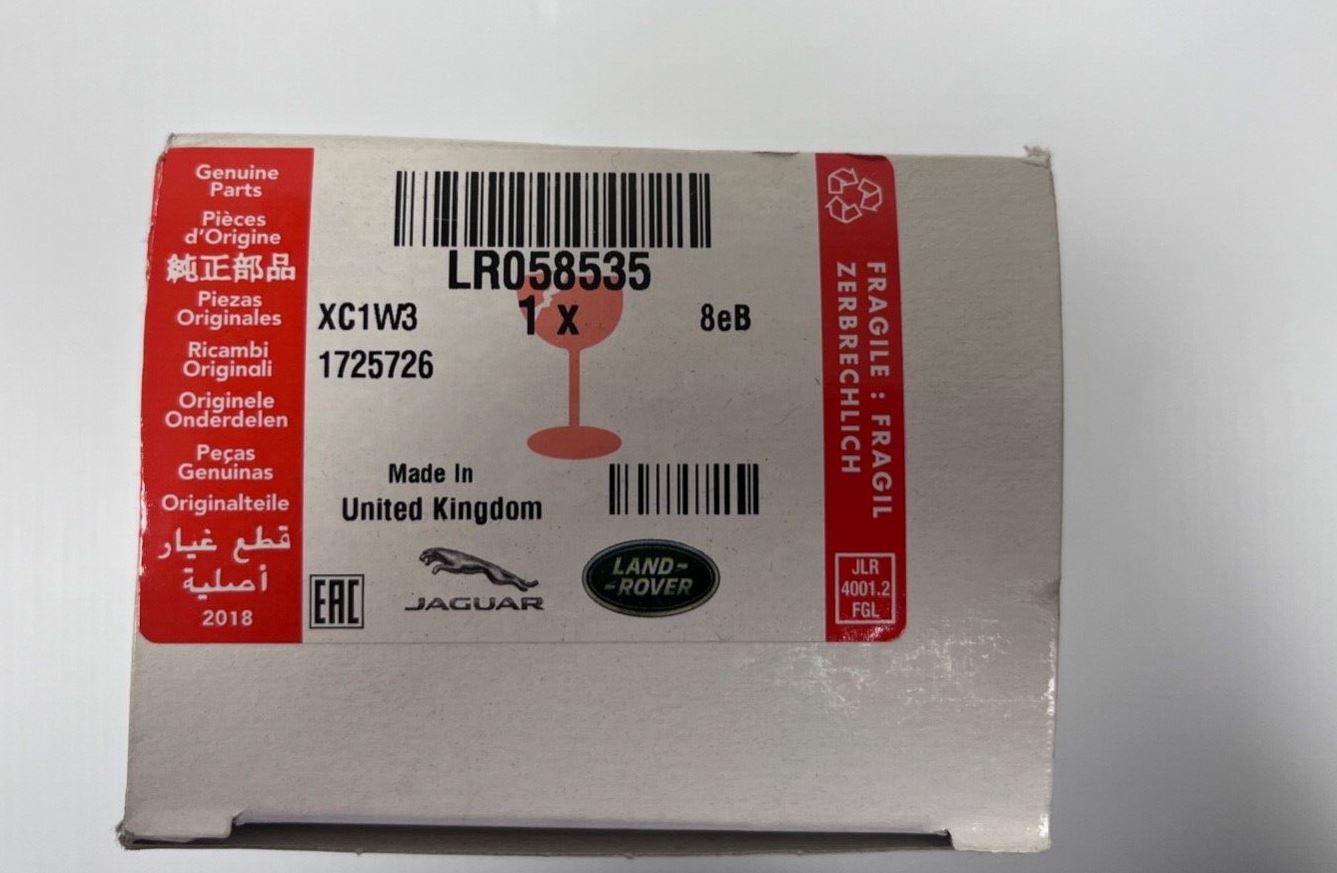 Genuine
Parts
Pièces
d'Origine
純正部品
Piezas
Originales
Ricambi
Originali
Originele
Onderdelen
Peças
Genuinas
Originalteile
قطع غيار
أصلية
2018
LR058535
XC1W3 1 x 8eB
1725726
Made In
United Kingdom
EAC
JAGUAR
LAND-
-ROVER
FRAGILE : FRAGIL
ZERBRECHLICH
JLR
4001.2
FGL